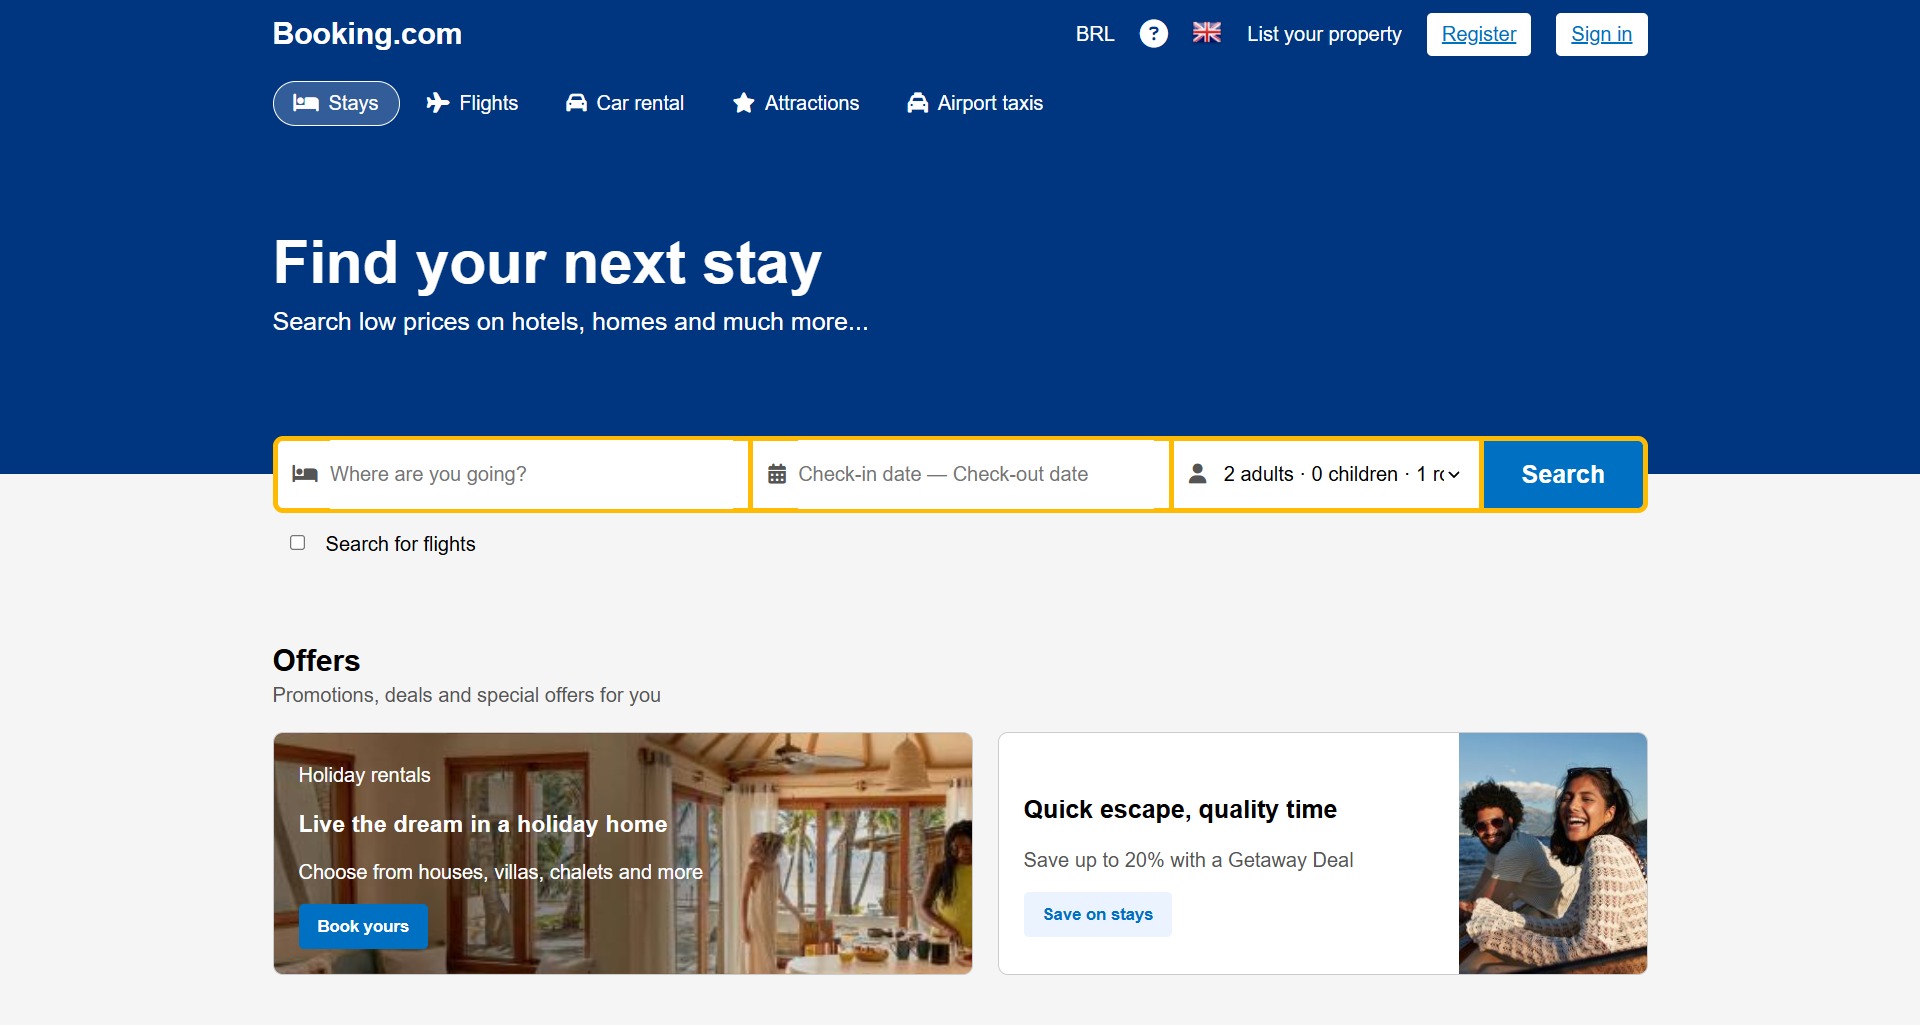 Booking.com
BRL
?
List your property
Register
Sign in
Stays
Flights
Car rental
Attractions
Airport taxis
Find your next stay
Search low prices on hotels, homes and much more...
Where are you going?
Check-in date — Check-out date
2 adults · 0 children · 1
Search
Search for flights
Offers
Promotions, deals and special offers for you
Holiday rentals
Live the dream in a holiday home
Choose from houses, villas, chalets and more
Book yours
Quick escape, quality time
Save up to 20% with a Getaway Deal
Save on stays